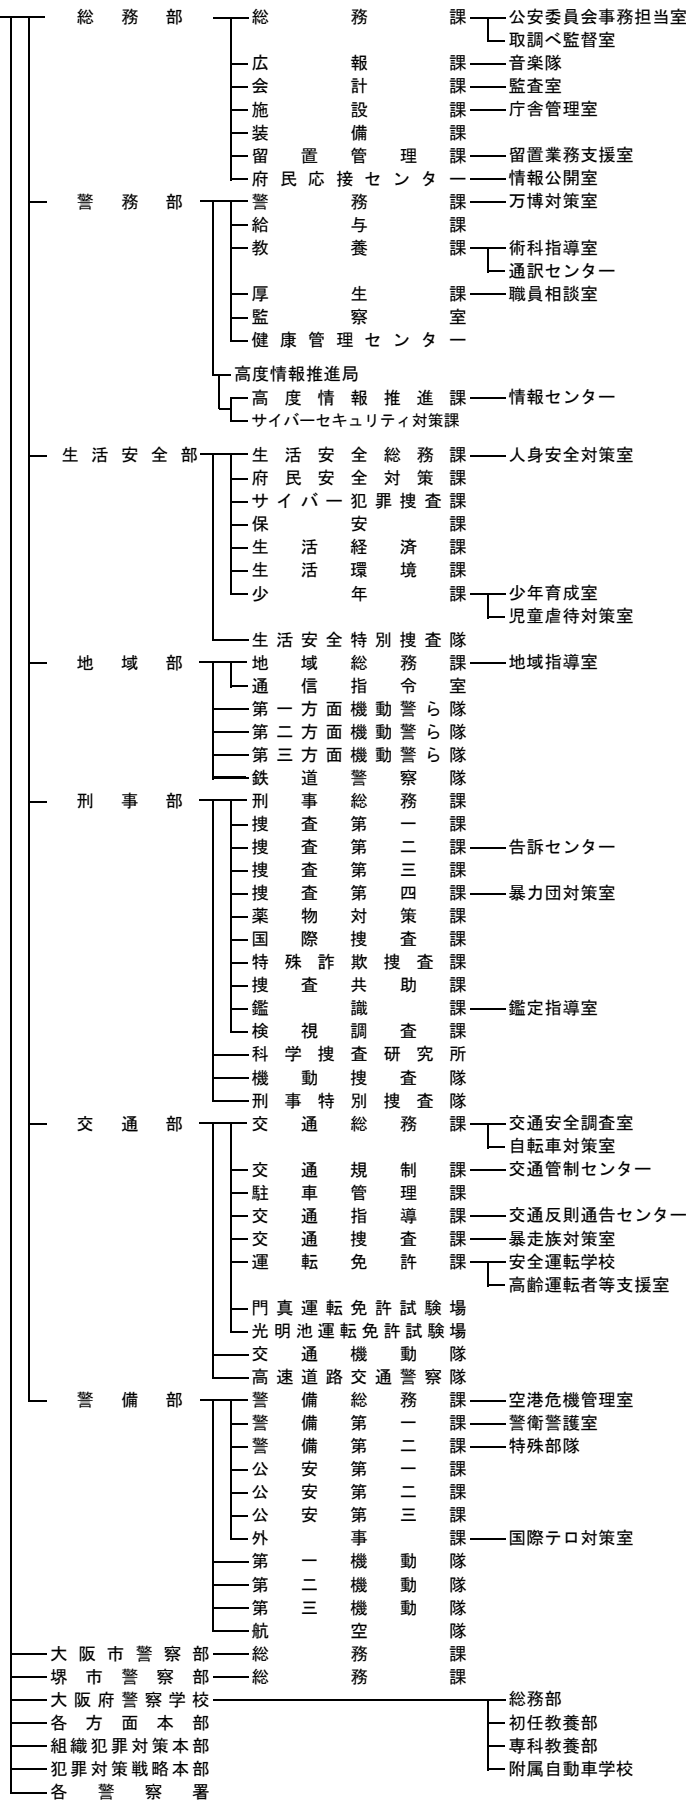 総務部 総務課 公安委員会事務担当室
取調べ監督室
広報課 音楽隊
会計課 監査室
施設課 庁舎管理室
装備課
留置管理課 留置業務支援室
府民応接センター 情報公開室
警務部 警務課 万博対策室
給与課
教養課 術科指導室
通訳センター
厚生課 職員相談室
監察室
健康管理センター
高度情報推進局
高度情報推進課 情報センター
サイバーセキュリティ対策課
生活安全部 生活安全総務課 人身安全対策室
府民安全対策課
サイバー犯罪捜査課
保安課
生活経済課
生活環境課
少年課 少年育成室
児童虐待対策室
生活安全特別捜査隊
地域部 地域総務課 地域指導室
通信指令室
第一方面機動警ら隊
第二方面機動警ら隊
第三方面機動警ら隊
鉄道警察隊
刑事部 刑事総務課
捜査第一課
捜査第二課 告訴センター
捜査第三課
捜査第四課 暴力団対策室
薬物対策課
国際捜査課
特殊詐欺捜査課
捜査共助課
鑑識課 鑑定指導室
検視調査課
科学捜査研究所
機動捜査隊
刑事特別捜査隊
交通部 交通総務課 交通安全調査室
自転車対策室
交通規制課 交通管制センター
駐車管理課
交通指導課 交通反則通告センター
交通捜査課 暴走族対策室
運転免許課 安全運転学校
高齢運転者等支援室
門真運転免許試験場
光明池運転免許試験場
交通機動隊
高速道路交通警察隊
警備部 警備総務課 空港危機管理室
警備第一課 警衛警護室
警備第二課 特殊部隊
公安第一課
公安第二課
公安第三課
外事課 国際テロ対策室
第一機動隊
第二機動隊
第三機動隊
航空隊
大阪市警察部 総務課
堺市警察部 総務課
大阪府警察学校 総務部
各方面本部 初任教養部
組織犯罪対策本部 専科教養部
犯罪対策戦略本部 附属自動車学校
各警察署